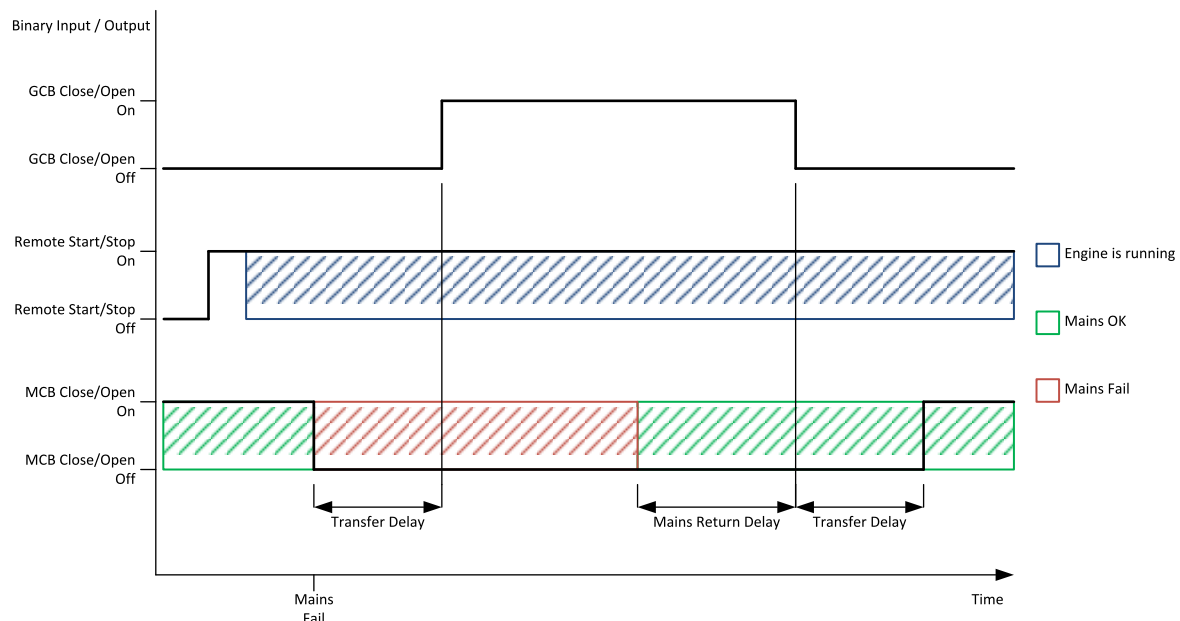 Binary Input / Output
GCB Close/Open
On
GCB Close/Open
Off
Remote Start/Stop
On
Remote Start/Stop
Off
Engine is running
Mains OK
Mains Fail
MCB Close/Open
On
MCB Close/Open
Off
Transfer Delay
Mains Return Delay
Transfer Delay
Mains
Fail
Time